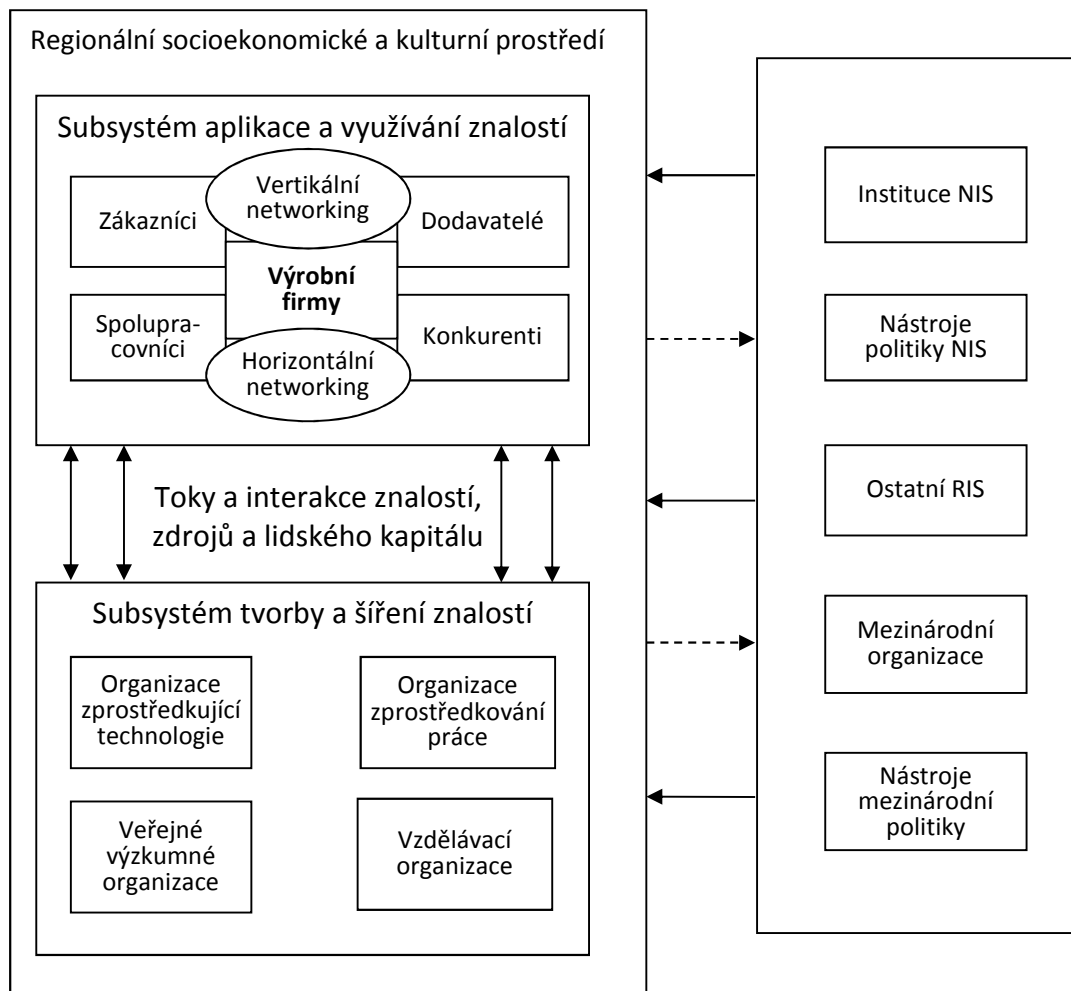 Regionální socioekonomické a kulturní prostředí
Subsystém aplikace a využívání znalostí
Vertikální
networking
Zákazníci
Dodavatelé
Výrobní
firmy
Spolupra-
covníci
Konkurenti
Horizontální
networking
Toky a interakce znalostí,
zdrojů a lidského kapitálu
Subsystém tvorby a šíření znalostí
Organizace
zprostředkující
technologie
Organizace
zprostředkování
práce
Veřejné
výzkumné
organizace
Vzdělávací
organizace
Instituce NIS
Nástroje
politiky NIS
Ostatní RIS
Mezinárodní
organizace
Nástroje
mezinárodní
politiky